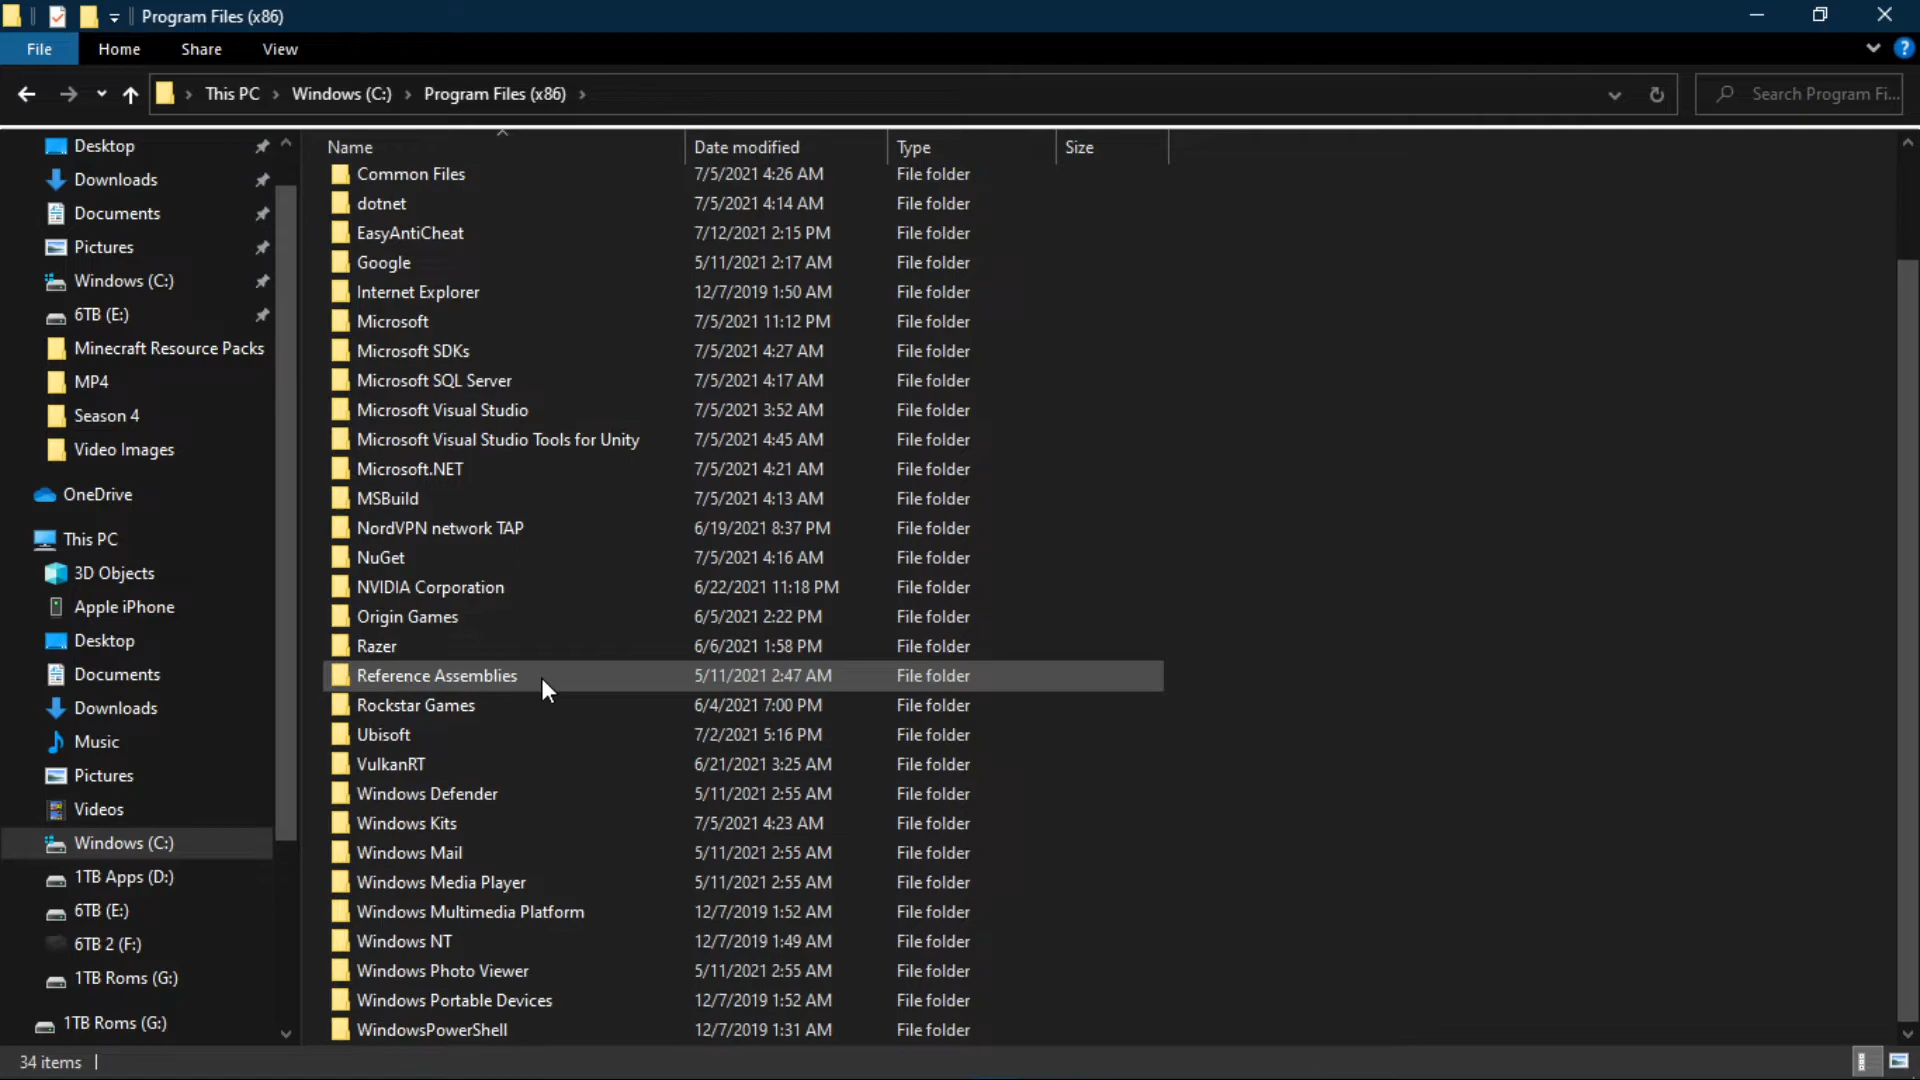 Program Files (x86)
File Home Share View
This PC Windows (C:) Program Files (x86)
Search Program Fi...
Desktop
Downloads
Documents
Pictures
Windows (C:)
6TB (E:)
Minecraft Resource Packs
MP4
Season 4
Video Images
OneDrive
This PC
3D Objects
Apple iPhone
Desktop
Documents
Downloads
Music
Pictures
Videos
Windows (C:)
1TB Apps (D:)
6TB (E:)
6TB 2 (F:)
1TB Roms (G:)
1TB Roms (G:)
Name Date modified Type Size
Common Files 7/5/2021 4:26 AM File folder
dotnet 7/5/2021 4:14 AM File folder
EasyAntiCheat 7/12/2021 2:15 PM File folder
Google 5/11/2021 2:17 AM File folder
Internet Explorer 12/7/2019 1:50 AM File folder
Microsoft 7/5/2021 11:12 PM File folder
Microsoft SDKs 7/5/2021 4:27 AM File folder
Microsoft SQL Server 7/5/2021 4:17 AM File folder
Microsoft Visual Studio 7/5/2021 3:52 AM File folder
Microsoft Visual Studio Tools for Unity 7/5/2021 4:45 AM File folder
Microsoft.NET 7/5/2021 4:21 AM File folder
MSBuild 7/5/2021 4:13 AM File folder
NordVPN network TAP 6/19/2021 8:37 PM File folder
NuGet 7/5/2021 4:16 AM File folder
NVIDIA Corporation 6/22/2021 11:18 PM File folder
Origin Games 6/5/2021 2:22 PM File folder
Razer 6/6/2021 1:58 PM File folder
Reference Assemblies 5/11/2021 2:47 AM File folder
Rockstar Games 6/4/2021 7:00 PM File folder
Ubisoft 7/2/2021 5:16 PM File folder
VulkanRT 6/21/2021 3:25 AM File folder
Windows Defender 5/11/2021 2:55 AM File folder
Windows Kits 7/5/2021 4:23 AM File folder
Windows Mail 5/11/2021 2:55 AM File folder
Windows Media Player 5/11/2021 2:55 AM File folder
Windows Multimedia Platform 12/7/2019 1:52 AM File folder
Windows NT 12/7/2019 1:49 AM File folder
Windows Photo Viewer 5/11/2021 2:55 AM File folder
Windows Portable Devices 12/7/2019 1:52 AM File folder
WindowsPowerShell 12/7/2019 1:31 AM File folder
34 items